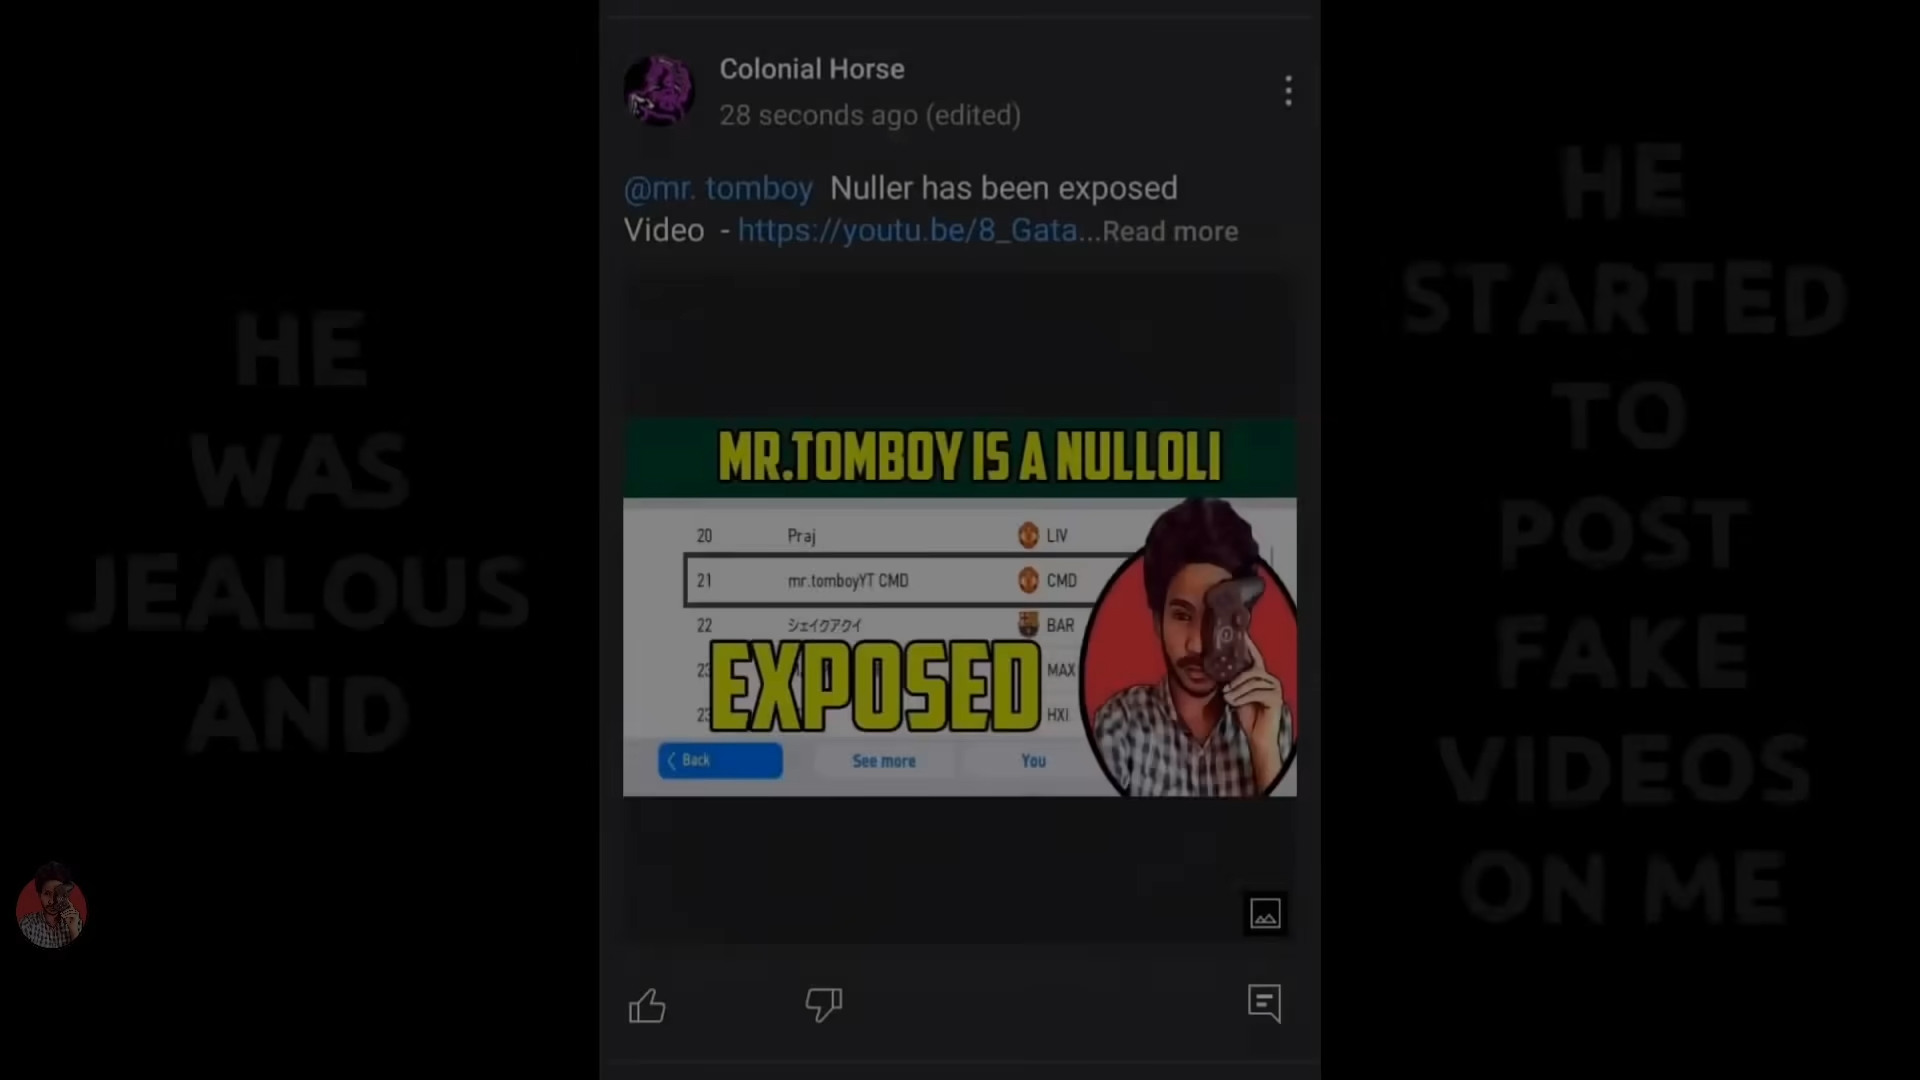 HE
WAS
JEALOUS
AND
Colonial Horse
28 seconds ago (edited)
@mr. tomboy Nuller has been exposed
Video - https://youtu.be/8_Gata...Read more
MR.TOMBOY IS A NULLOLI
20 Praj LIV
21 mr.tomboyYT CMD CMD
22 シェイクアクイ BAR
MAX
EXPOSED
HXI
Back See more You
HE
STARTED
TO
POST
FAKE
VIDEOS
ON ME